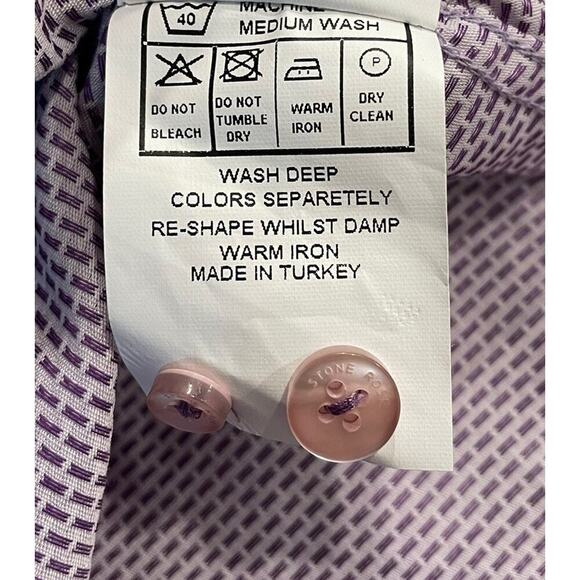 40
MACHINE
MEDIUM WASH
P
DO NOT
BLEACH
DO NOT
TUMBLE
DRY
WARM
IRON
DRY
CLEAN
WASH DEEP
COLORS SEPARETELY
RE-SHAPE WHILST DAMP
WARM IRON
MADE IN TURKEY
STONE